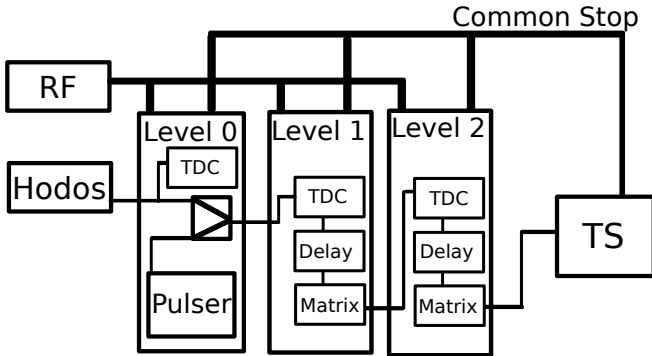 Common Stop
RF
Level 0
Level 1
Level 2
TDC
Hodos
TDC
TDC
TS
Delay
Delay
Pulser
Matrix
Matrix